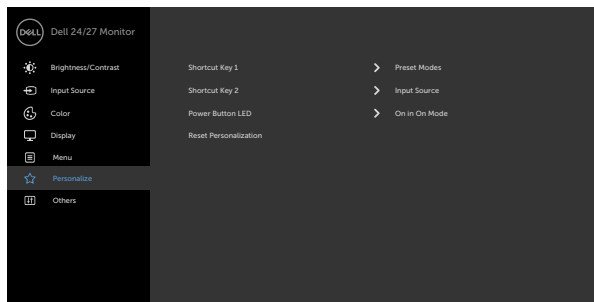 DELL Dell 24/27 Monitor
Brightness/Contrast Shortcut Key 1 Preset Modes
Input Source Shortcut Key 2 Input Source
Color Power Button LED On in On Mode
Display Reset Personalization
Menu
Personalize
Others